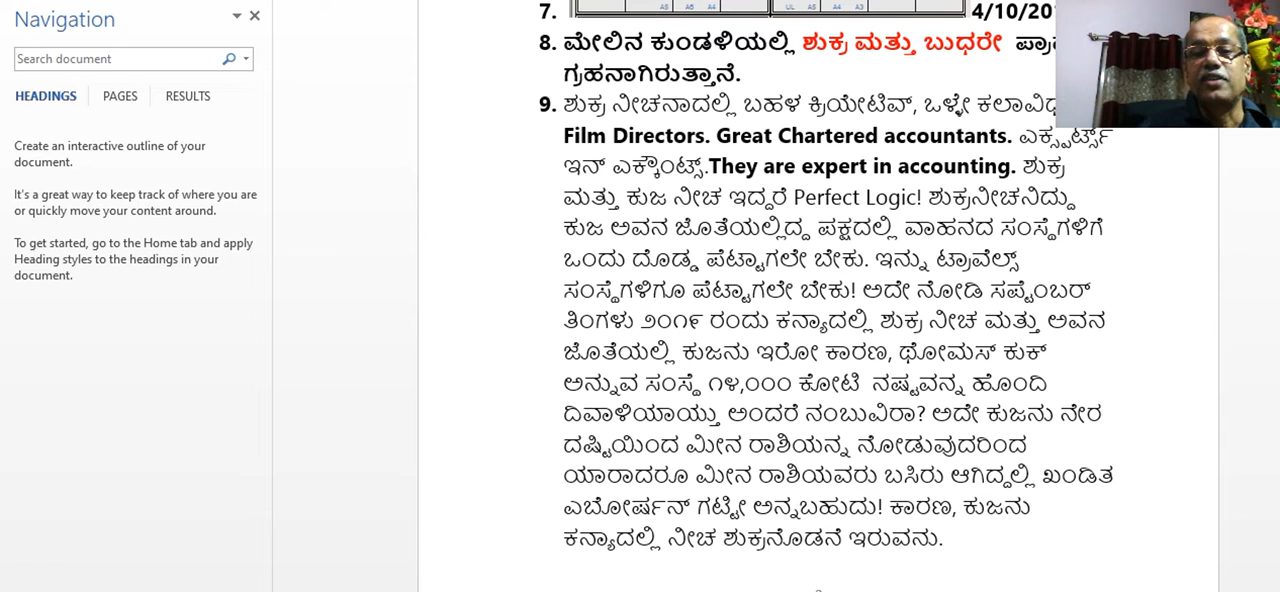 Navigation
Search document
HEADINGS PAGES RESULTS
Create an interactive outline of your
document.
It's a great way to keep track of where you are
or quickly move your content around.
To get started, go to the Home tab and apply
Heading styles to the headings in your
document.
A5 A6 A4 UL A5 A4 A3
7. 4/10/20
8. ಮೇಲಿನ ಕುಂಡಳಿಯಲ್ಲಿ ಶುಕ್ರ ಮತ್ತು ಬುಧರೇ
ಗ್ರಹನಾಗಿರುತ್ತಾನೆ.
9. ಶುಕ್ರ ನೀಚನಾದಲ್ಲಿ ಬಹಳ ಕ್ರಿಯೇಟಿವ್, ಒಳ್ಳೇ
Film Directors. Great Chartered accountants. ಎಕ್ಸ್ಪರ್ಟ್ಸ್
ಇನ್ ಎಕೌಂಟ್ಸ್.They are expert in accounting. ಶುಕ್ರ
ಮತ್ತು ಕುಜ ನೀಚ ಇದ್ದರೆ Perfect Logic! ಶುಕ್ರನೀಚನಿದ್ದು
ಕುಜ ಅವನ ಜೊತೆಯಲ್ಲಿದ್ದ ಪಕ್ಷದಲ್ಲಿ ವಾಹನದ ಸಂಸ್ಥೆಗಳಿಗೆ
ಒಂದು ದೊಡ್ಡ ಪೆಟ್ಟಾಗಲೇ ಬೇಕು. ಇನ್ನು ಟ್ರಾವೆಲ್ಸ್
ಸಂಸ್ಥೆಗಳಿಗೂ ಪೆಟ್ಟಾಗಲೇ ಬೇಕು! ಅದೇ ನೋಡಿ ಸಪ್ಟೆಂಬರ್
ತಿಂಗಳು ೨೦೧೯ ರಂದು ಕನ್ಯಾದಲ್ಲಿ ಶುಕ್ರ ನೀಚ ಮತ್ತು ಅವನ
ಜೊತೆಯಲ್ಲಿ ಕುಜನು ಇರೋ ಕಾರಣ, ಥೋಮಸ್ ಕುಕ್
ಅನ್ನುವ ಸಂಸ್ಥೆ ೧೪,೦೦೦ ಕೋಟಿ ನಷ್ಟವನ್ನ ಹೊಂದಿ
ದಿವಾಳಿಯಾಯ್ತು ಅಂದರೆ ನಂಬುವಿರಾ? ಅದೇ ಕುಜನು ನೇರ
ದಷ್ಟಿಯಿಂದ ಮೀನ ರಾಶಿಯನ್ನ ನೋಡುವುದರಿಂದ
ಯಾರಾದರೂ ಮೀನ ರಾಶಿಯವರು ಬಸಿರು ಆಗಿದ್ದಲ್ಲಿ ಖಂಡಿತ
ಎಬೋರ್ಷನ್ ಗಟ್ಟೀ ಅನ್ನಬಹುದು! ಕಾರಣ, ಕುಜನು
ಕನ್ಯಾದಲ್ಲಿ ನೀಚ ಶುಕ್ರನೊಡನೆ ಇರುವನು.